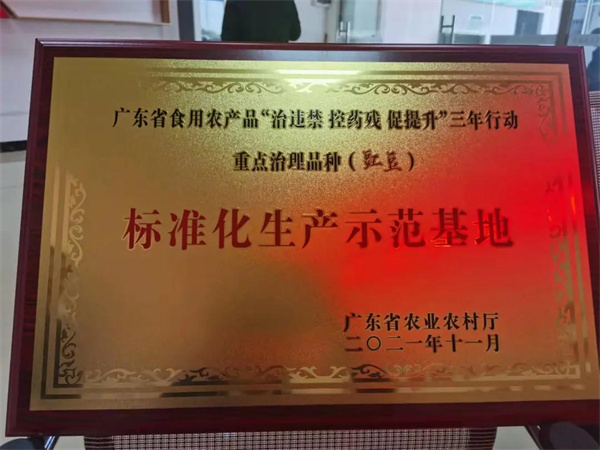 广东省食用农产品“治违禁 控药残 促提升”三年行动
重点治理品种（豇豆）
标准化生产示范基地
广东省农业农村厅
二〇二一年十一月